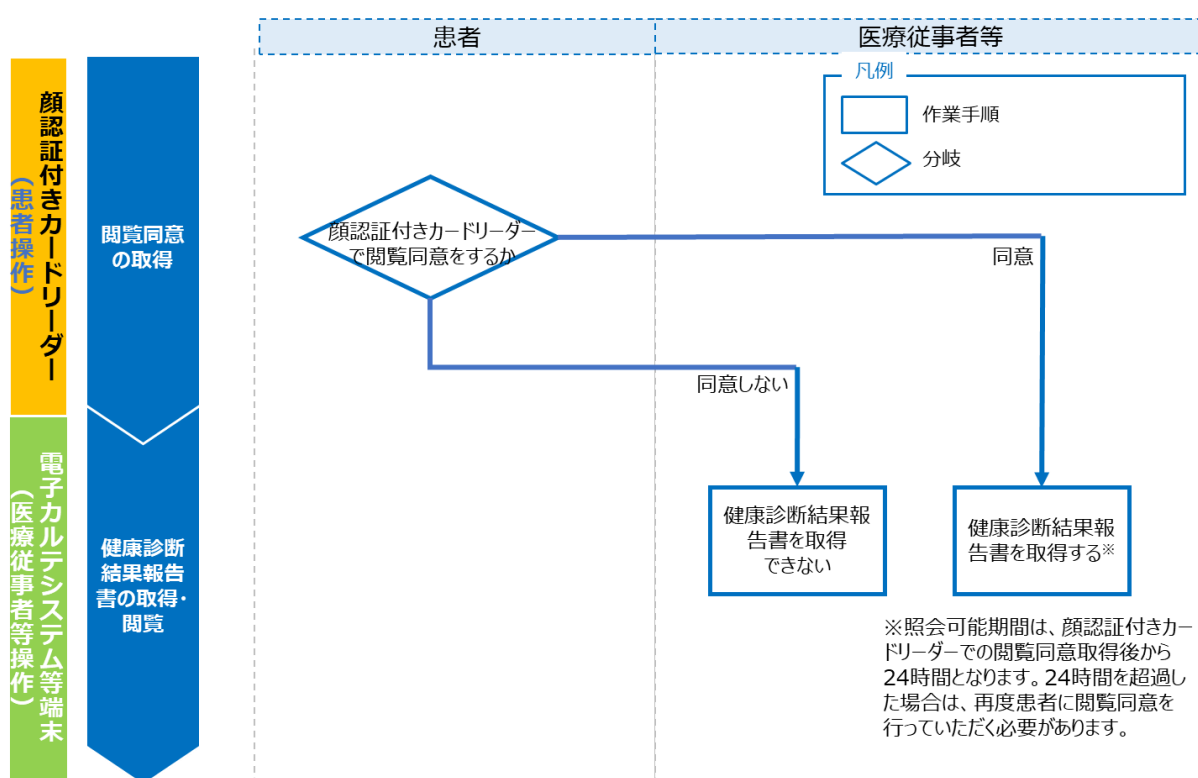 患者
医療従事者等
凡例
作業手順
分岐
顔認証付きカードリーダー
（患者操作）
閲覧同意
の取得
顔認証付きカードリーダー
で閲覧同意をするか
同意
同意しない
電子カルテシステム等端末
（医療従事者等操作）
健康診断
結果報告
書の取得・
閲覧
健康診断結果報
告書を取得
できない
健康診断結果報
告書を取得する※
※照会可能期間は、顔認証付きカー
ドリーダーでの閲覧同意取得後から
24時間となります。24時間を超過し
た場合は、再度患者に閲覧同意を
行っていただく必要があります。